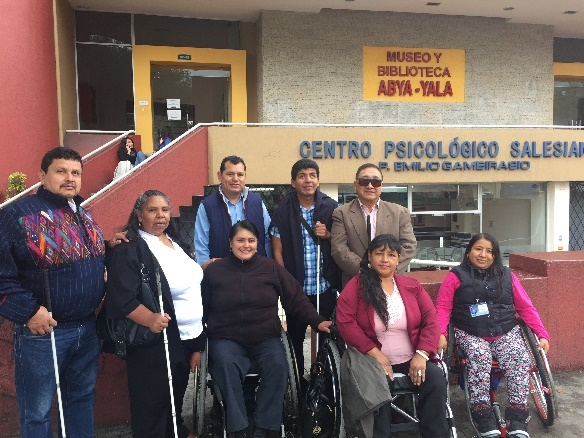 MUSEO Y
BIBLIOTECA
ABYA-YALA
CENTRO PSICOLÓGICO SALESIAN
P. EMILIO GAMBIRASIO